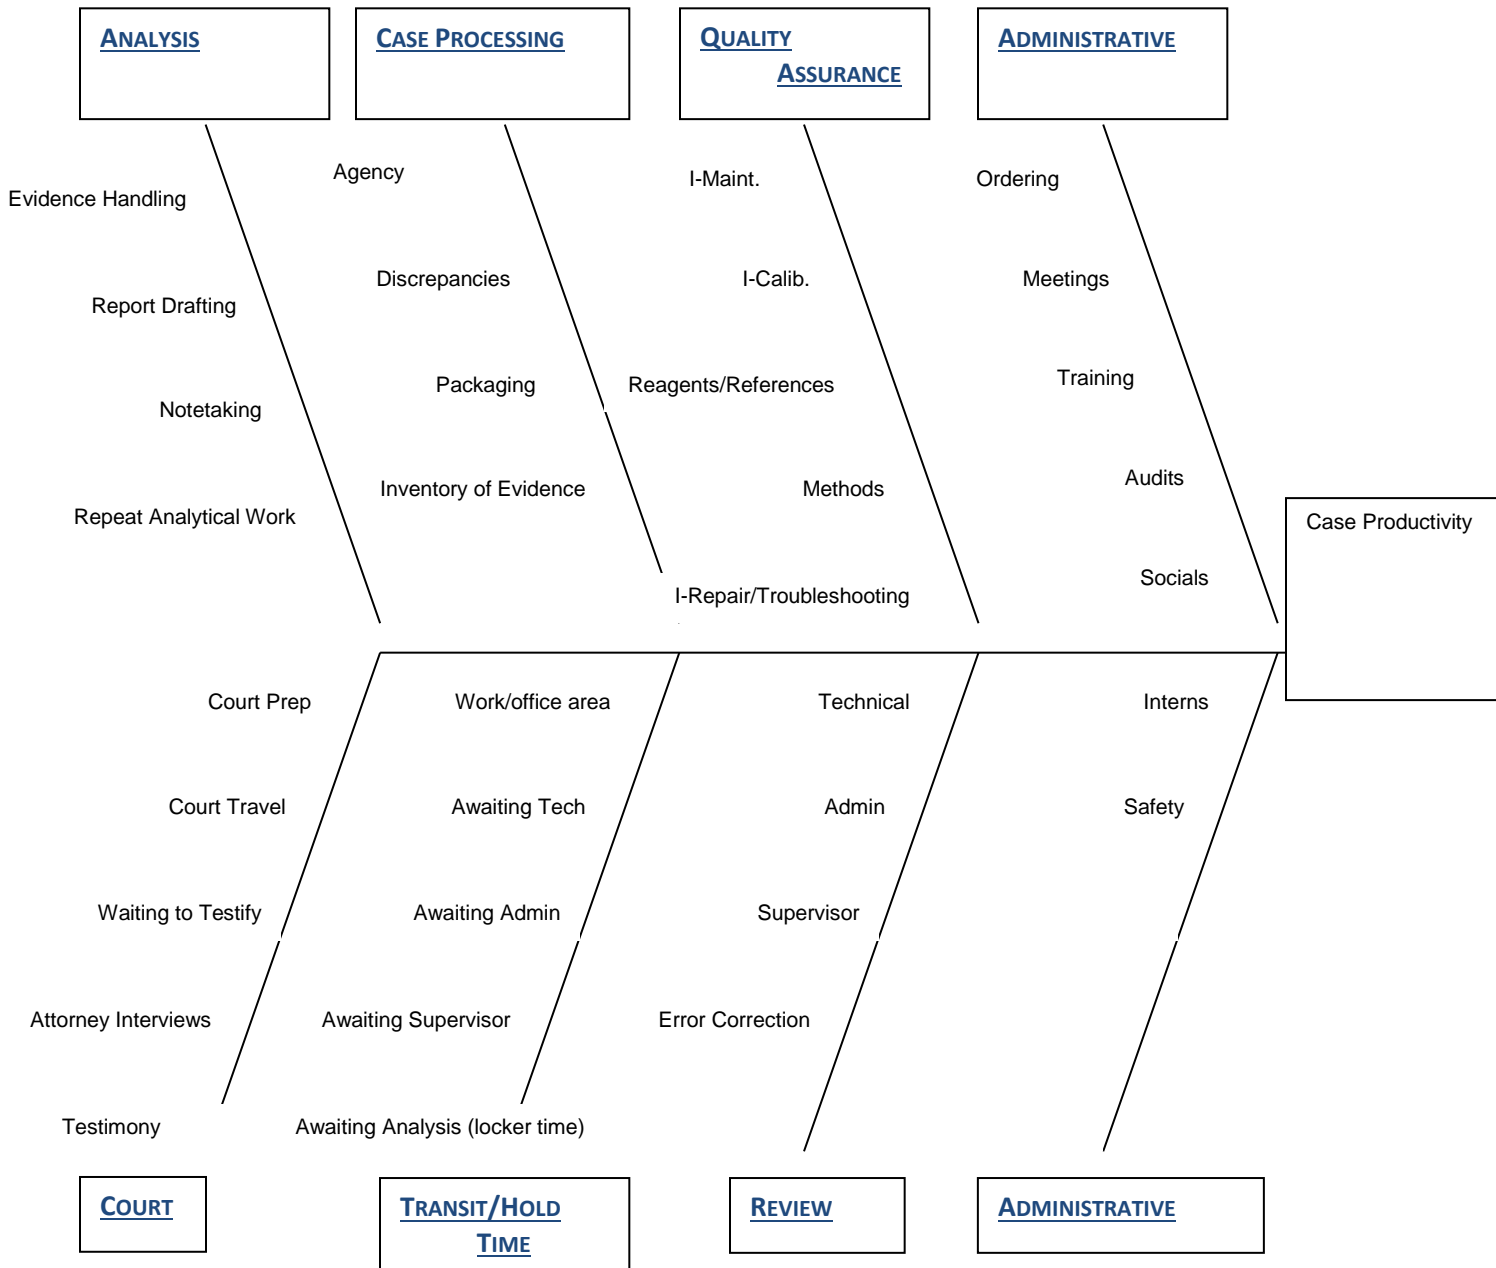 ANALYSIS
CASE PROCESSING
QUALITY
ASSURANCE
ADMINISTRATIVE
Evidence Handling
Report Drafting
Notetaking
Repeat Analytical Work
Agency
Discrepancies
Packaging
Inventory of Evidence
I-Maint.
I-Calib.
Reagents/References
Methods
I-Repair/Troubleshooting
Ordering
Meetings
Training
Audits
Socials
Case Productivity
Court Prep
Court Travel
Waiting to Testify
Attorney Interviews
Testimony
Work/office area
Awaiting Tech
Awaiting Admin
Awaiting Supervisor
Awaiting Analysis (locker time)
Technical
Admin
Supervisor
Error Correction
Interns
Safety
COURT
TRANSIT/HOLD
TIME
REVIEW
ADMINISTRATIVE